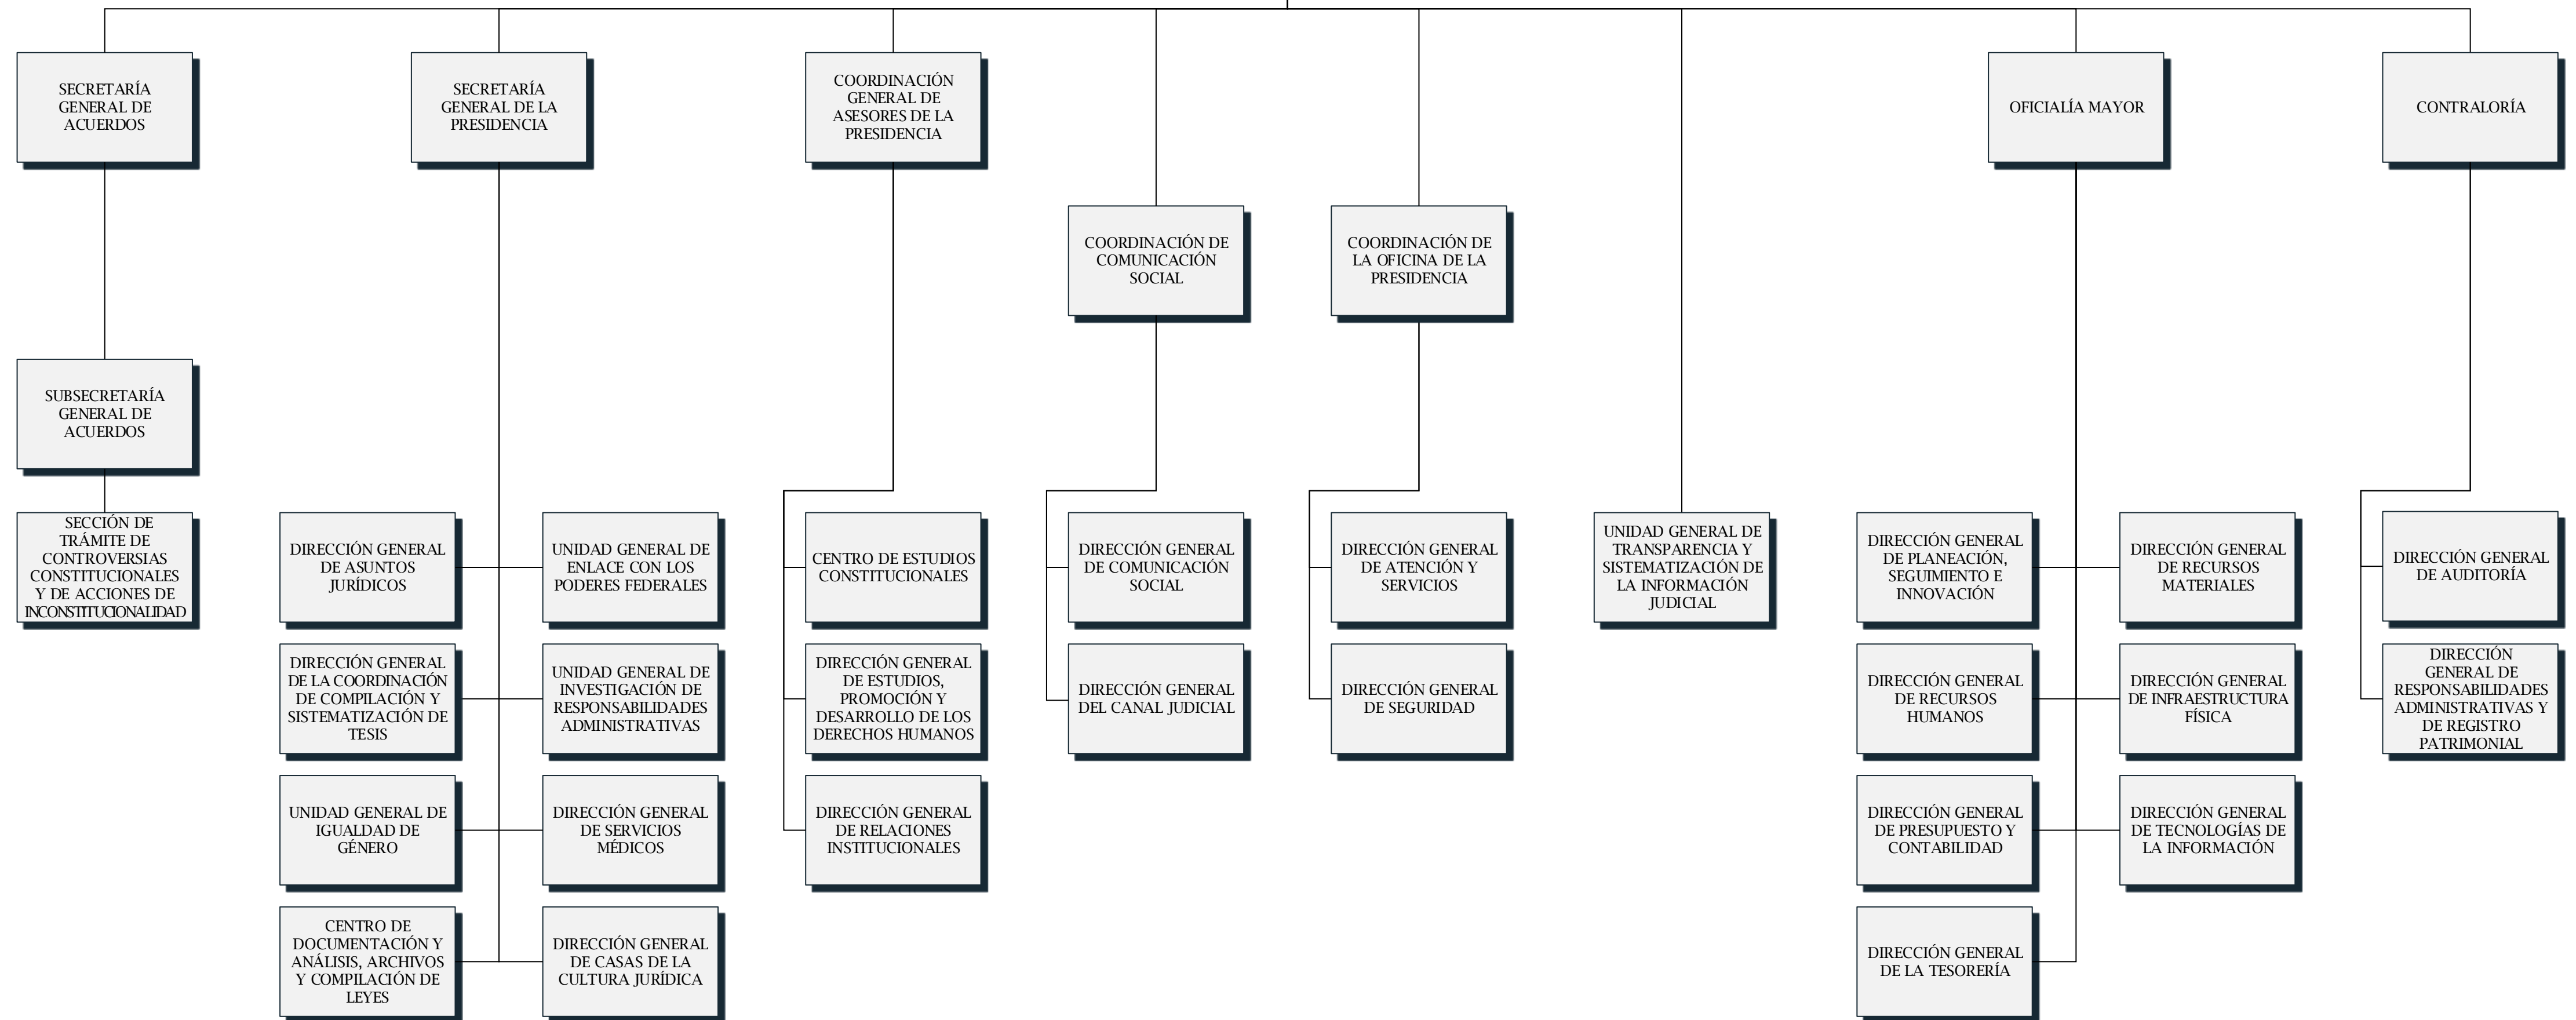 SECRETARÍA
GENERAL DE
ACUERDOS
SECRETARÍA
GENERAL DE LA
PRESIDENCIA
COORDINACIÓN
GENERAL DE
ASESORES DE LA
PRESIDENCIA
OFICIALÍA MAYOR
CONTRALORÍA
COORDINACIÓN DE
COMUNICACIÓN
SOCIAL
COORDINACIÓN DE
LA OFICINA DE LA
PRESIDENCIA
SUBSECRETARÍA
GENERAL DE
ACUERDOS
SECCIÓN DE
TRÁMITE DE
CONTROVERSIAS
CONSTITUCIONALES
Y DE ACCIONES DE
INCONSTITUCIONALIDAD
DIRECCIÓN GENERAL
DE ASUNTOS
JURÍDICOS
UNIDAD GENERAL DE
ENLACE CON LOS
PODERES FEDERALES
CENTRO DE ESTUDIOS
CONSTITUCIONALES
DIRECCIÓN GENERAL
DE COMUNICACIÓN
SOCIAL
DIRECCIÓN GENERAL
DE ATENCIÓN Y
SERVICIOS
UNIDAD GENERAL DE
TRANSPARENCIA Y
SISTEMATIZACIÓN DE
LA INFORMACIÓN
JUDICIAL
DIRECCIÓN GENERAL
DE PLANEACIÓN,
SEGUIMIENTO E
INNOVACIÓN
DIRECCIÓN GENERAL
DE RECURSOS
MATERIALES
DIRECCIÓN GENERAL
DE AUDITORÍA
DIRECCIÓN GENERAL
DE LA COORDINACIÓN
DE COMPILACIÓN Y
SISTEMATIZACIÓN DE
TESIS
UNIDAD GENERAL DE
INVESTIGACIÓN DE
RESPONSABILIDADES
ADMINISTRATIVAS
DIRECCIÓN GENERAL
DE ESTUDIOS,
PROMOCIÓN Y
DESARROLLO DE LOS
DERECHOS HUMANOS
DIRECCIÓN GENERAL
DEL CANAL JUDICIAL
DIRECCIÓN GENERAL
DE SEGURIDAD
DIRECCIÓN GENERAL
DE RECURSOS
HUMANOS
DIRECCIÓN GENERAL
DE INFRAESTRUCTURA
FÍSICA
DIRECCIÓN
GENERAL DE
RESPONSABILIDADES
ADMINISTRATIVAS Y
DE REGISTRO
PATRIMONIAL
UNIDAD GENERAL DE
IGUALDAD DE
GÉNERO
DIRECCIÓN GENERAL
DE SERVICIOS
MÉDICOS
DIRECCIÓN GENERAL
DE RELACIONES
INSTITUCIONALES
DIRECCIÓN GENERAL
DE PRESUPUESTO Y
CONTABILIDAD
DIRECCIÓN GENERAL
DE TECNOLOGÍAS DE
LA INFORMACIÓN
CENTRO DE
DOCUMENTACIÓN Y
ANÁLISIS, ARCHIVOS
Y COMPILACIÓN DE
LEYES
DIRECCIÓN GENERAL
DE CASAS DE LA
CULTURA JURÍDICA
DIRECCIÓN GENERAL
DE LA TESORERÍA